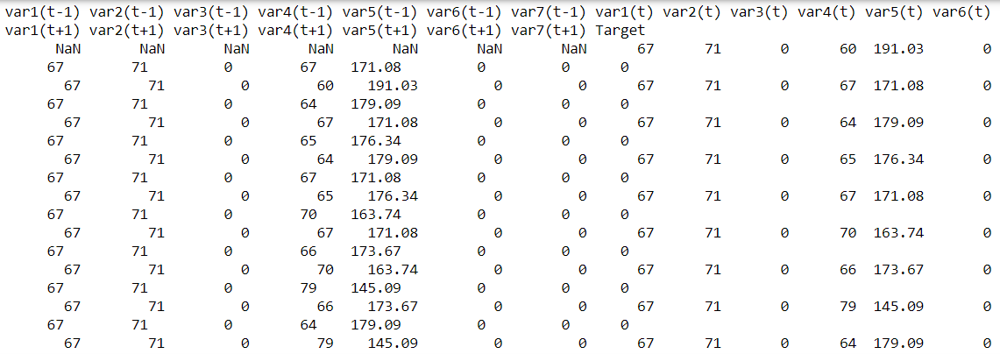 var1(t-1) var2(t-1) var3(t-1) var4(t-1) var5(t-1) var6(t-1) var7(t-1) var1(t) var2(t) var3(t) var4(t) var5(t) var6(t)
var1(t+1) var2(t+1) var3(t+1) var4(t+1) var5(t+1) var6(t+1) var7(t+1) Target
NaN NaN NaN NaN NaN NaN NaN 67 71 0 60 191.03 0
67 71 0 67 171.08 0 0 0
67 71 0 60 191.03 0 0 67 71 0 67 171.08 0
67 71 0 64 179.09 0 0 0
67 71 0 67 171.08 0 0 67 71 0 64 179.09 0
67 71 0 65 176.34 0 0 0
67 71 0 64 179.09 0 0 67 71 0 65 176.34 0
67 71 0 67 171.08 0 0 0
67 71 0 65 176.34 0 0 67 71 0 67 171.08 0
67 71 0 70 163.74 0 0 0
67 71 0 67 171.08 0 0 67 71 0 70 163.74 0
67 71 0 66 173.67 0 0 0
67 71 0 70 163.74 0 0 67 71 0 66 173.67 0
67 71 0 79 145.09 0 0 0
67 71 0 66 173.67 0 0 67 71 0 79 145.09 0
67 71 0 64 179.09 0 0 0
67 71 0 79 145.09 0 0 67 71 0 64 179.09 0